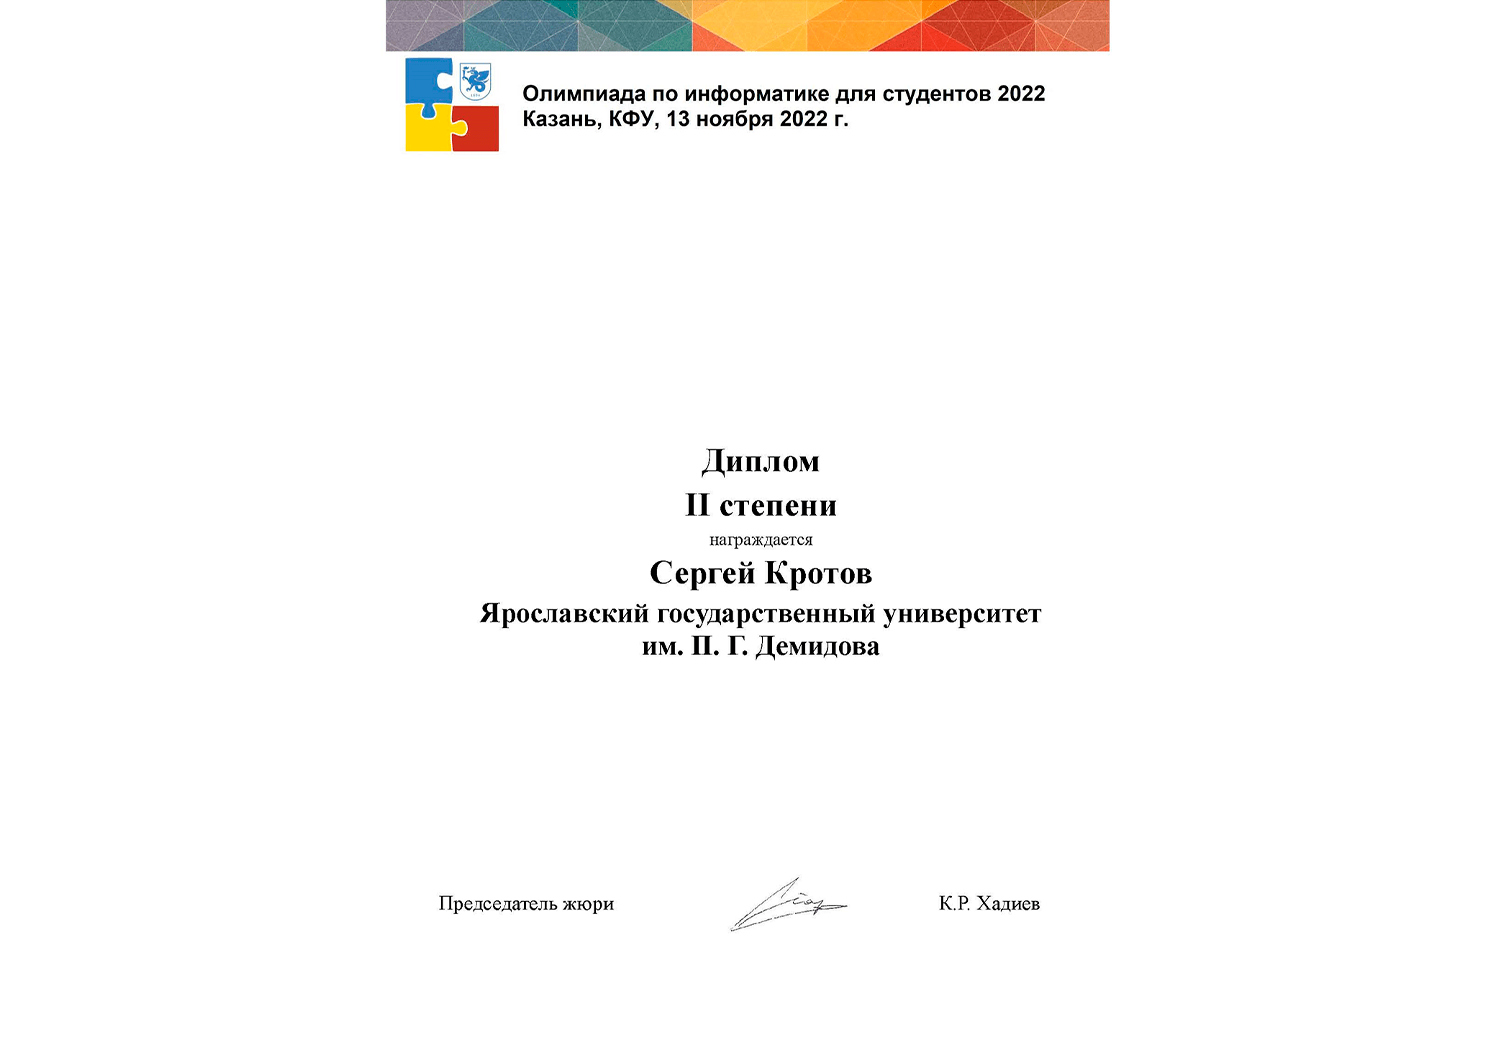 Олимпиада по информатике для студентов 2022
Казань, КФУ, 13 ноября 2022 г.
Диплом
II степени
награждается
Сергей Кротов
Ярославский государственный университет
им. П. Г. Демидова
Председатель жюри
К.Р. Хадиев